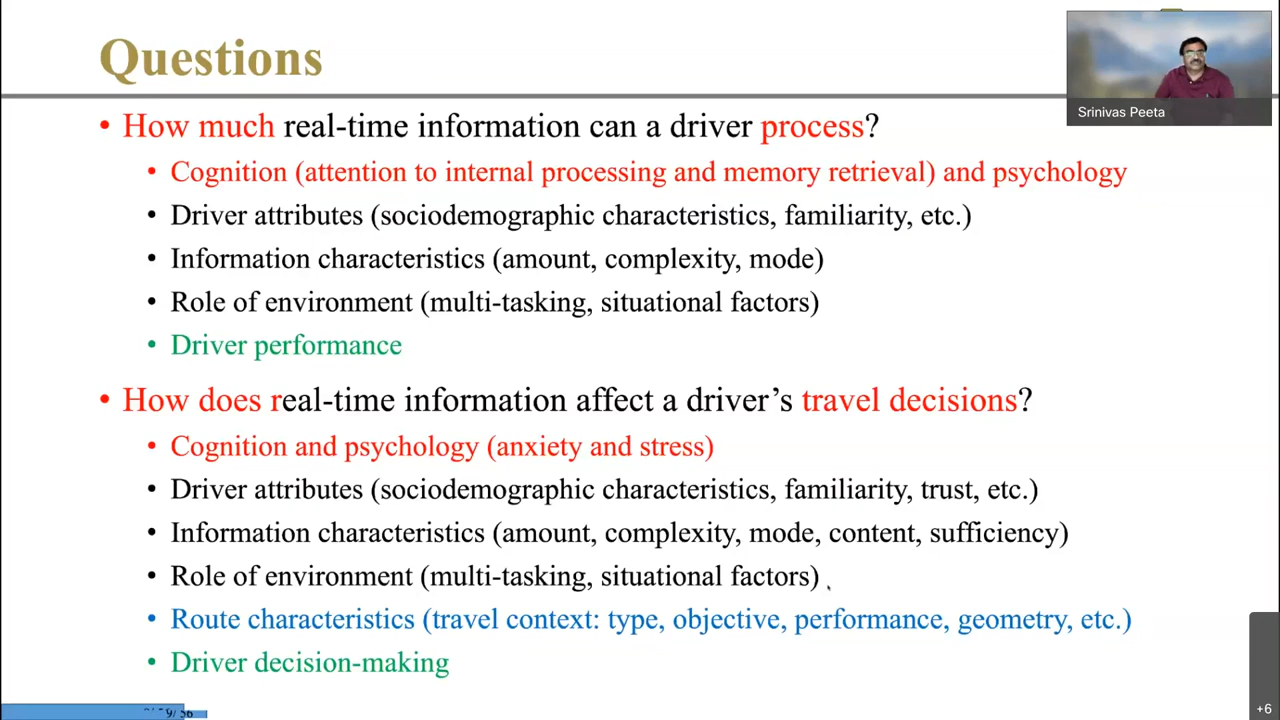 Questions
Srinivas Peeta
• How much real-time information can a driver process?
• Cognition (attention to internal processing and memory retrieval) and psychology
• Driver attributes (sociodemographic characteristics, familiarity, etc.)
• Information characteristics (amount, complexity, mode)
• Role of environment (multi-tasking, situational factors)
• Driver performance
• How does real-time information affect a driver’s travel decisions?
• Cognition and psychology (anxiety and stress)
• Driver attributes (sociodemographic characteristics, familiarity, trust, etc.)
• Information characteristics (amount, complexity, mode, content, sufficiency)
• Role of environment (multi-tasking, situational factors)
• Route characteristics (travel context: type, objective, performance, geometry, etc.)
• Driver decision-making
+6